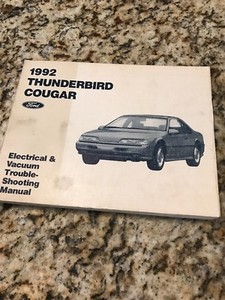 1992
THUNDERBIRD
COUGAR
Ford
Electrical &
Vacuum
Trouble-
Shooting
Manual